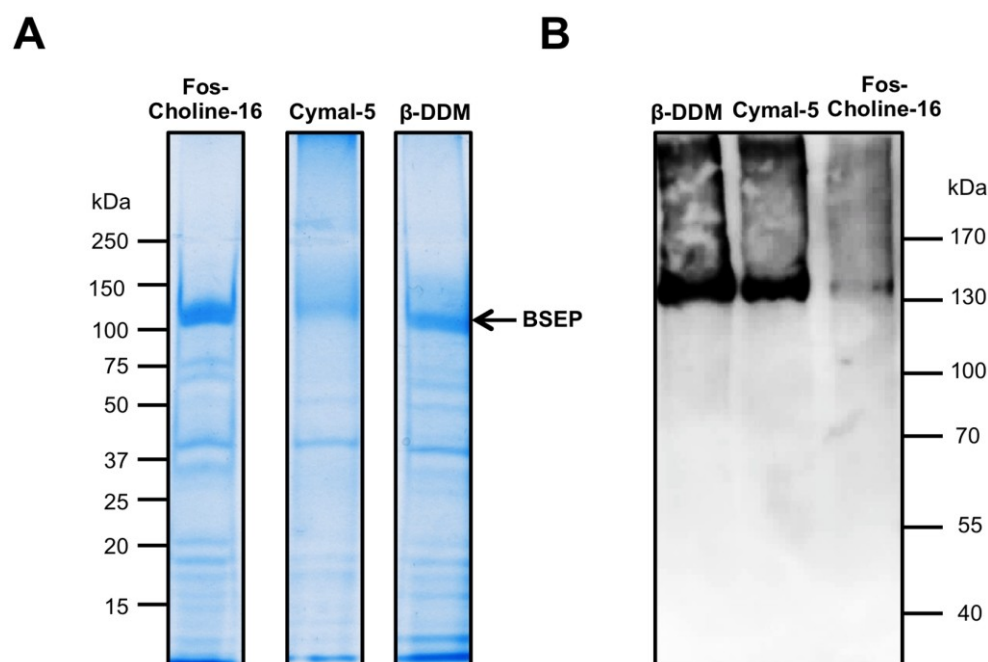 A
B
Fos-
Choline-16
Cymal-5
β-DDM
kDa
250
150
100
75
50
37
25
20
15
BSEP
β-DDM
Cymal-5
Fos-
Choline-16
kDa
170
130
100
70
55
40